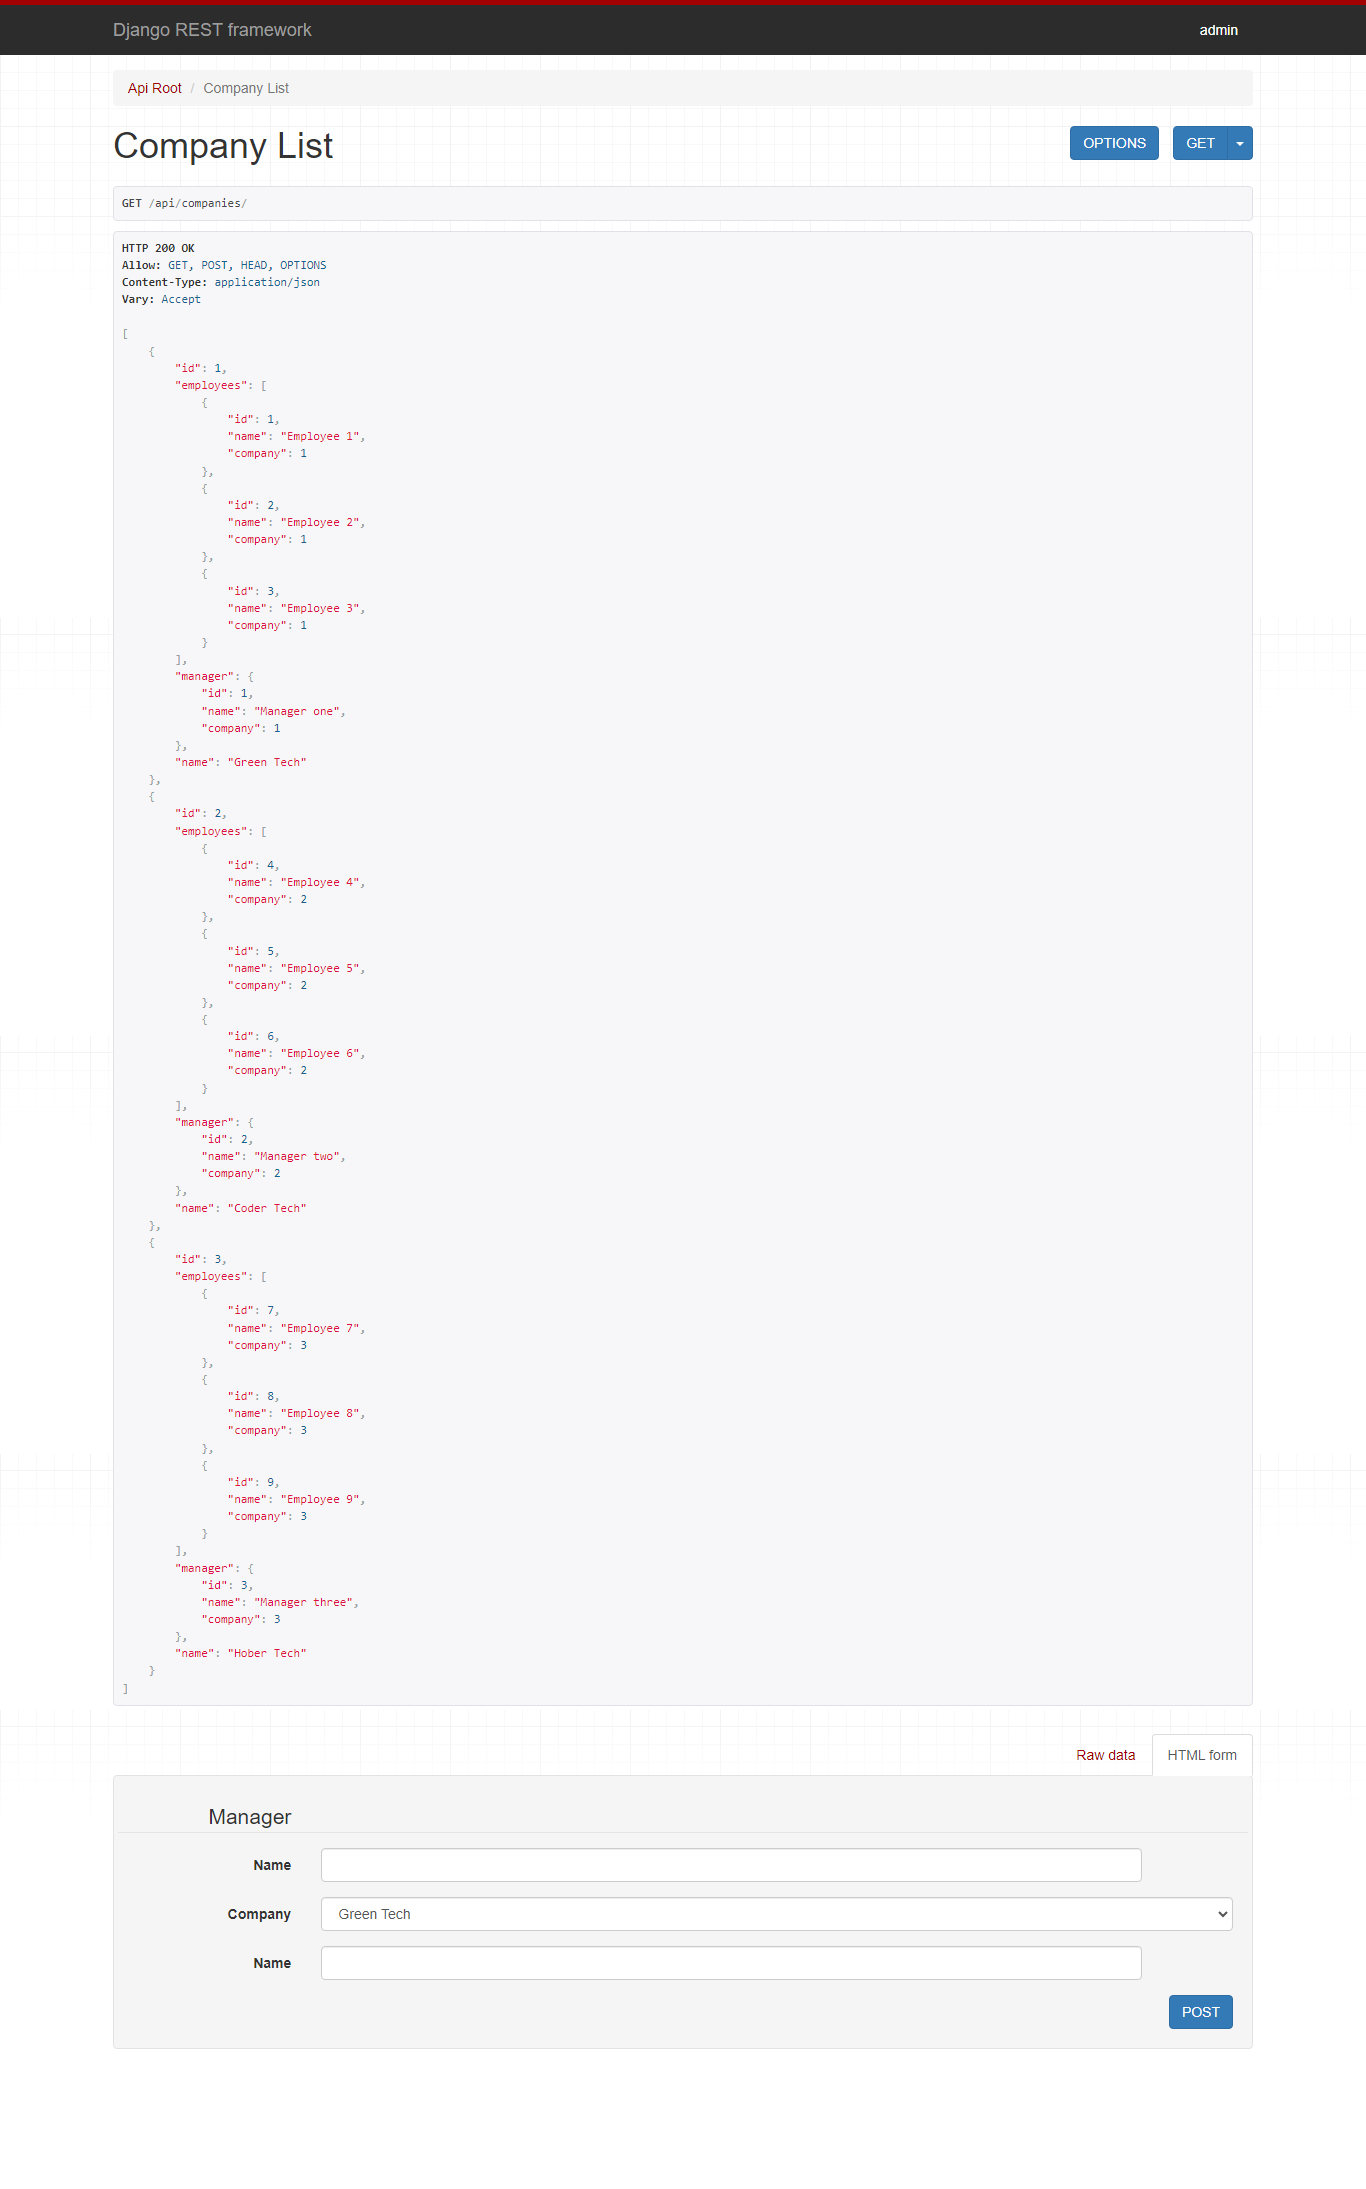 Django REST framework
admin
Api Root / Company List
Company List
OPTIONS
GET
GET /api/companies/
HTTP 200 OK
Allow: GET, POST, HEAD, OPTIONS
Content-Type: application/json
Vary: Accept
[
    {
        "id": 1,
        "employees": [
            {
                "id": 1,
                "name": "Employee 1",
                "company": 1
            },
            {
                "id": 2,
                "name": "Employee 2",
                "company": 1
            },
            {
                "id": 3,
                "name": "Employee 3",
                "company": 1
            }
        ],
        "manager": {
            "id": 1,
            "name": "Manager one",
            "company": 1
        },
        "name": "Green Tech"
    },
    {
        "id": 2,
        "employees": [
            {
                "id": 4,
                "name": "Employee 4",
                "company": 2
            },
            {
                "id": 5,
                "name": "Employee 5",
                "company": 2
            },
            {
                "id": 6,
                "name": "Employee 6",
                "company": 2
            }
        ],
        "manager": {
            "id": 2,
            "name": "Manager two",
            "company": 2
        },
        "name": "Coder Tech"
    },
    {
        "id": 3,
        "employees": [
            {
                "id": 7,
                "name": "Employee 7",
                "company": 3
            },
            {
                "id": 8,
                "name": "Employee 8",
                "company": 3
            },
            {
                "id": 9,
                "name": "Employee 9",
                "company": 3
            }
        ],
        "manager": {
            "id": 3,
            "name": "Manager three",
            "company": 3
        },
        "name": "Hober Tech"
    }
]
Raw data
HTML form
Manager
Name
Company
Green Tech
Name
POST